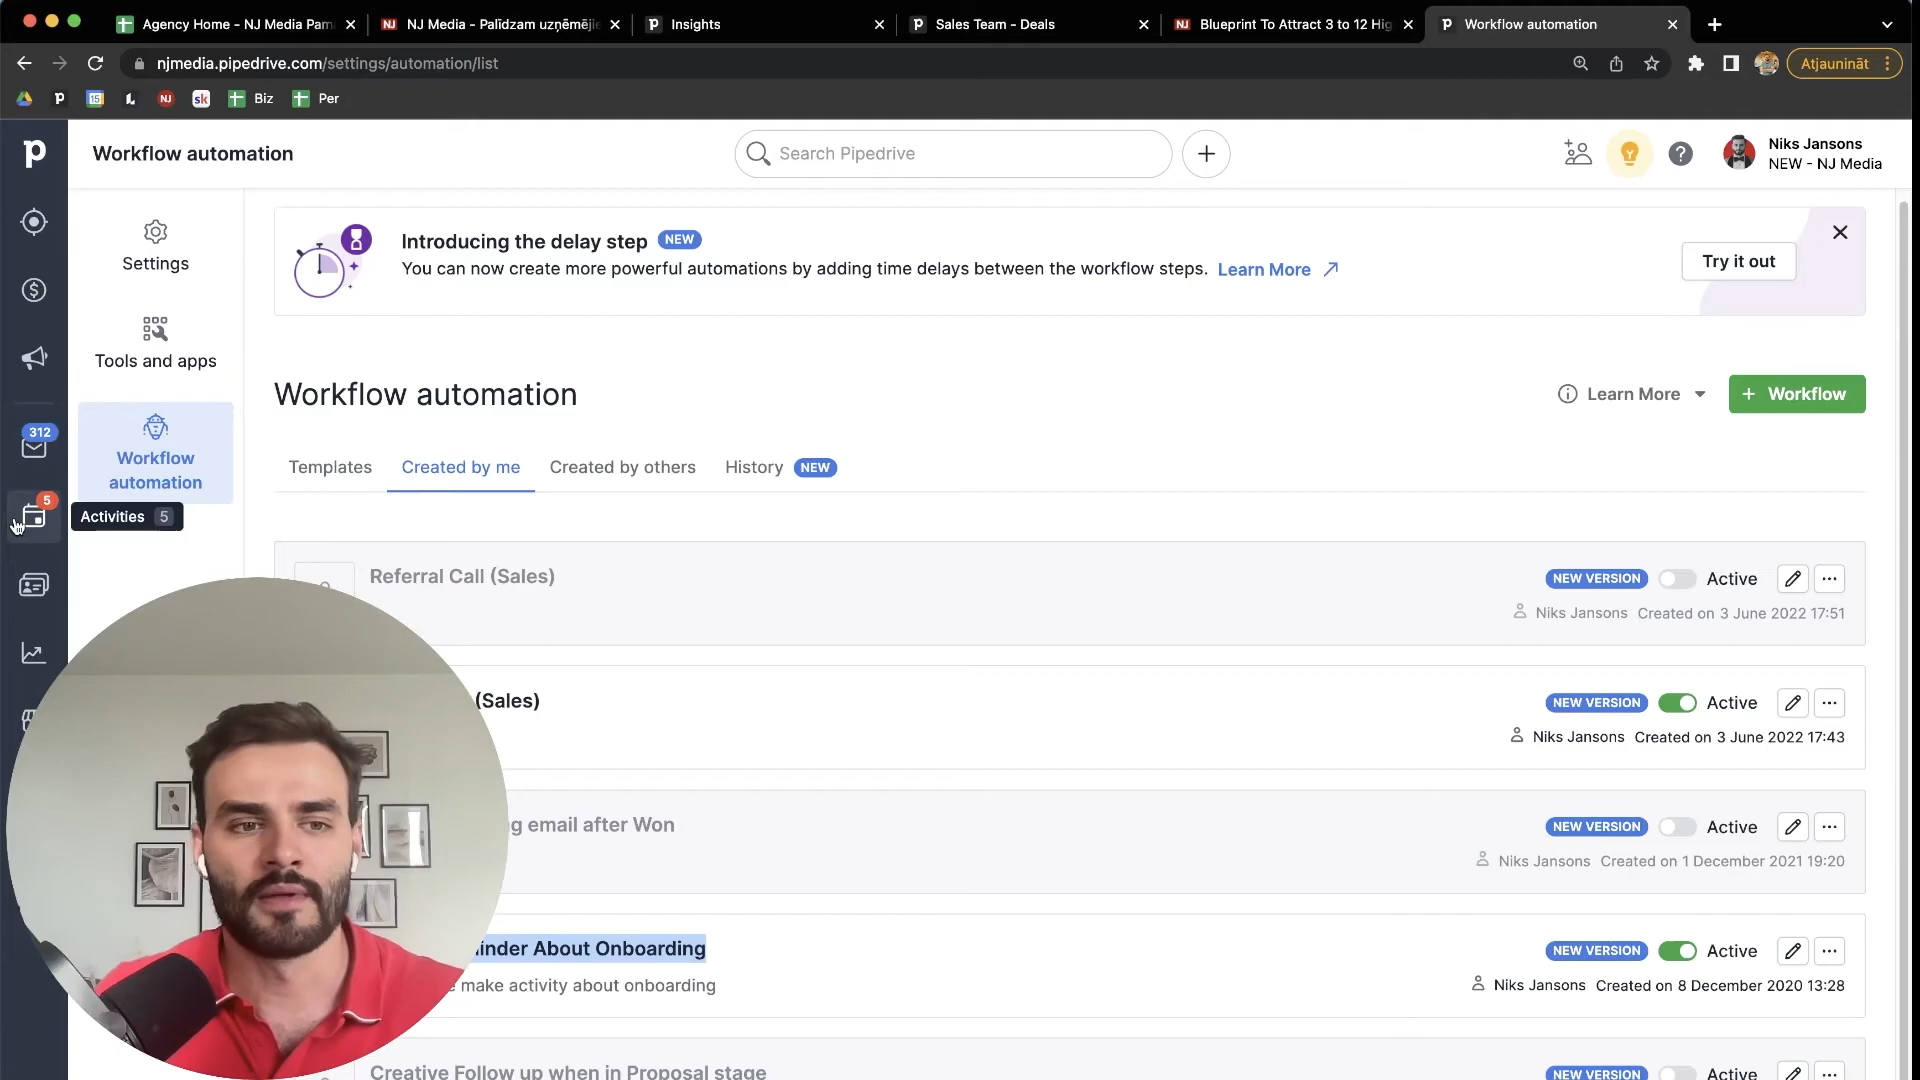 Agency Home - NJ Media Pam
NJ Media - Palīdzam uzņēmēji
Insights
Sales Team - Deals
Blueprint To Attract 3 to 12 Hig
Workflow automation
njmedia.pipedrive.com/settings/automation/list
Atjaunināt
15
NJ
sk
Biz
Per
Workflow automation
Search Pipedrive
Niks Jansons
NEW - NJ Media
Settings
Tools and apps
Workflow
automation
312
5
Activities 5
Introducing the delay step NEW
You can now create more powerful automations by adding time delays between the workflow steps. Learn More
Try it out
Workflow automation
Learn More
+ Workflow
Templates
Created by me
Created by others
History NEW
Referral Call (Sales)
NEW VERSION Active
Niks Jansons Created on 3 June 2022 17:51
(Sales)
NEW VERSION Active
Niks Jansons Created on 3 June 2022 17:43
g email after Won
NEW VERSION Active
Niks Jansons Created on 1 December 2021 19:20
inder About Onboarding
NEW VERSION Active
make activity about onboarding
Niks Jansons Created on 8 December 2020 13:28
Creative Follow up when in Proposal stage
NEW VERSION Active